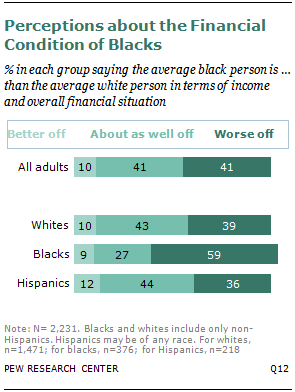 Perceptions about the Financial
Condition of Blacks
% in each group saying the average black person is ...
than the average white person in terms of income
and overall financial situation
Better off About as well off Worse off
All adults 10 41 41
Whites 10 43 39
Blacks 9 27 59
Hispanics 12 44 36
Note: N= 2,231. Blacks and whites include only non-
Hispanics. Hispanics may be of any race. For whites,
n=1,471; for blacks, n=376; for Hispanics, n=218
PEW RESEARCH CENTER Q12